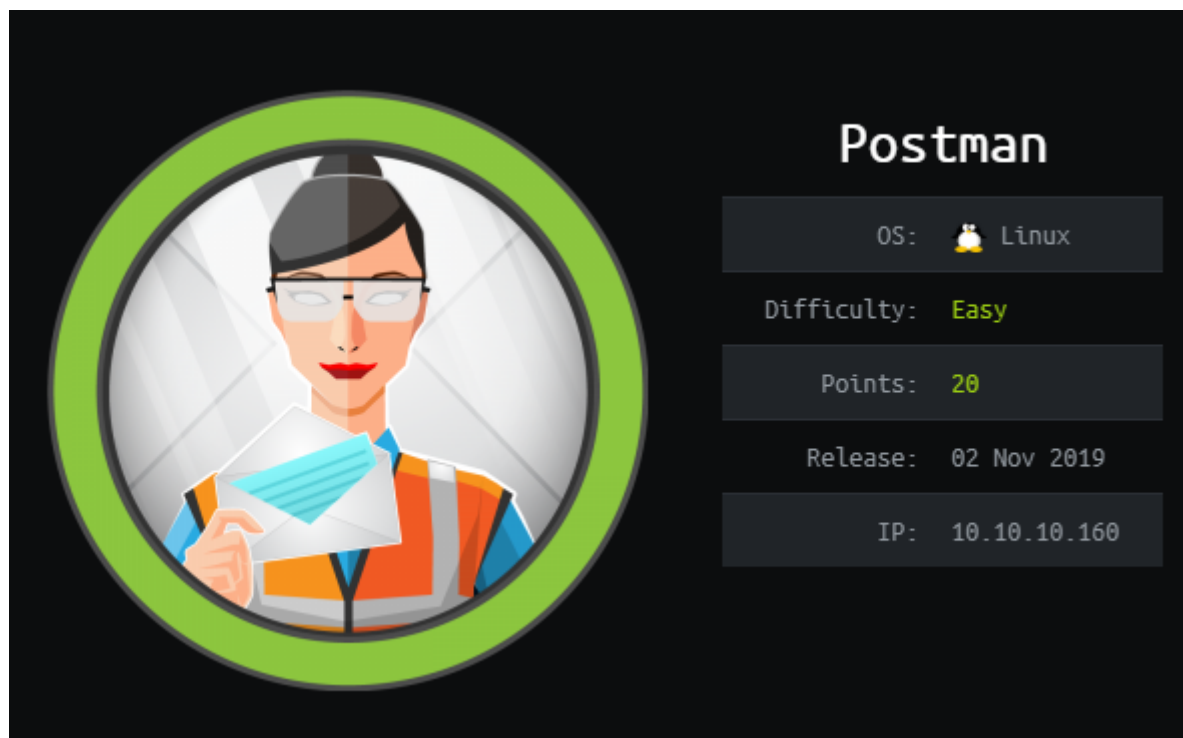 Postman
OS: Linux
Difficulty: Easy
Points: 20
Release: 02 Nov 2019
IP: 10.10.10.160